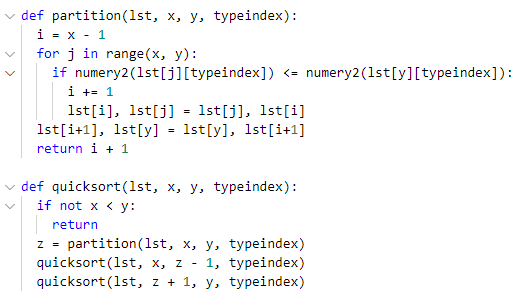 def partition(lst, x, y, typeindex):
  i = x - 1
  for j in range(x, y):
    if numery2(lst[j][typeindex]) <= numery2(lst[y][typeindex]):
      i += 1
      lst[i], lst[j] = lst[j], lst[i]
  lst[i+1], lst[y] = lst[y], lst[i+1]
  return i + 1

def quicksort(lst, x, y, typeindex):
  if not x < y:
    return
  z = partition(lst, x, y, typeindex)
  quicksort(lst, x, z - 1, typeindex)
  quicksort(lst, z + 1, y, typeindex)